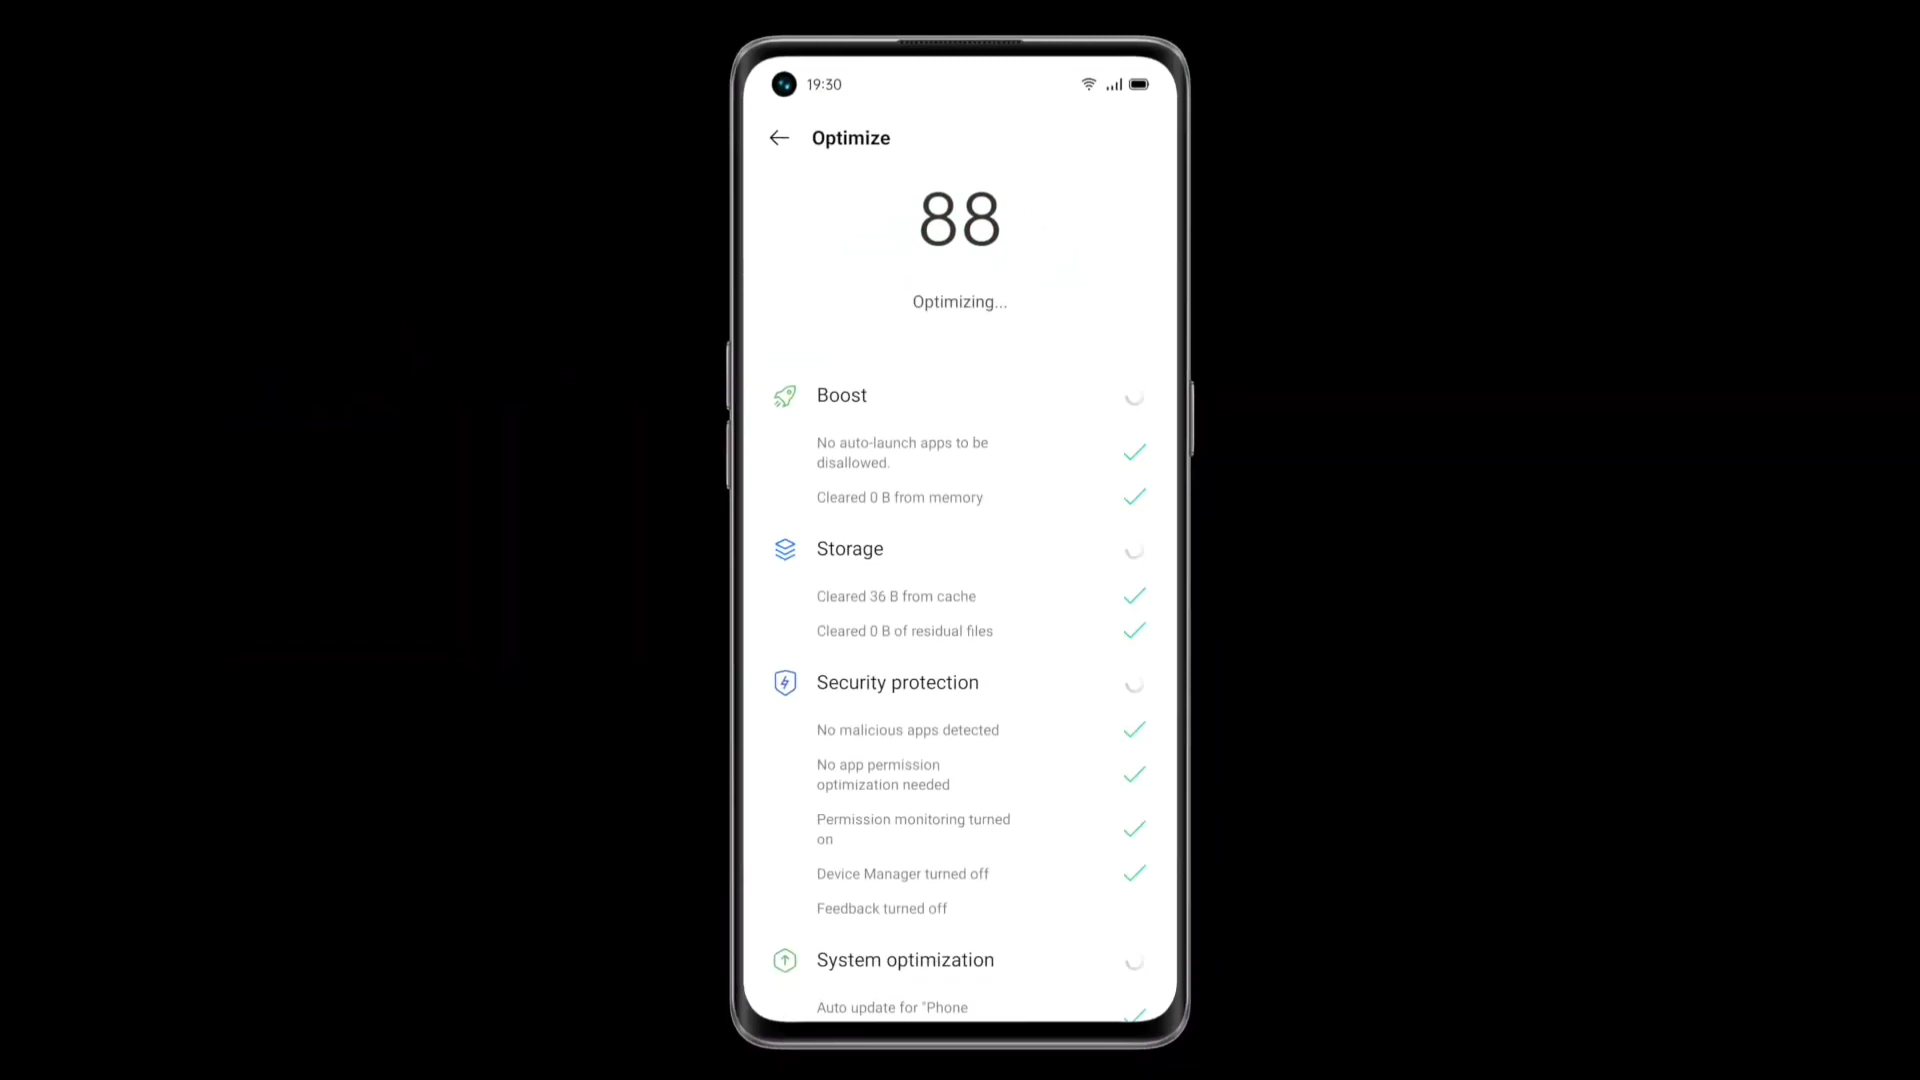 19:30
Optimize
88
Optimizing...
Boost
No auto-launch apps to be
disallowed.
Cleared 0 B from memory
Storage
Cleared 36 B from cache
Cleared 0 B of residual files
Security protection
No malicious apps detected
No app permission
optimization needed
Permission monitoring turned
on
Device Manager turned off
Feedback turned off
System optimization
Auto update for "Phone